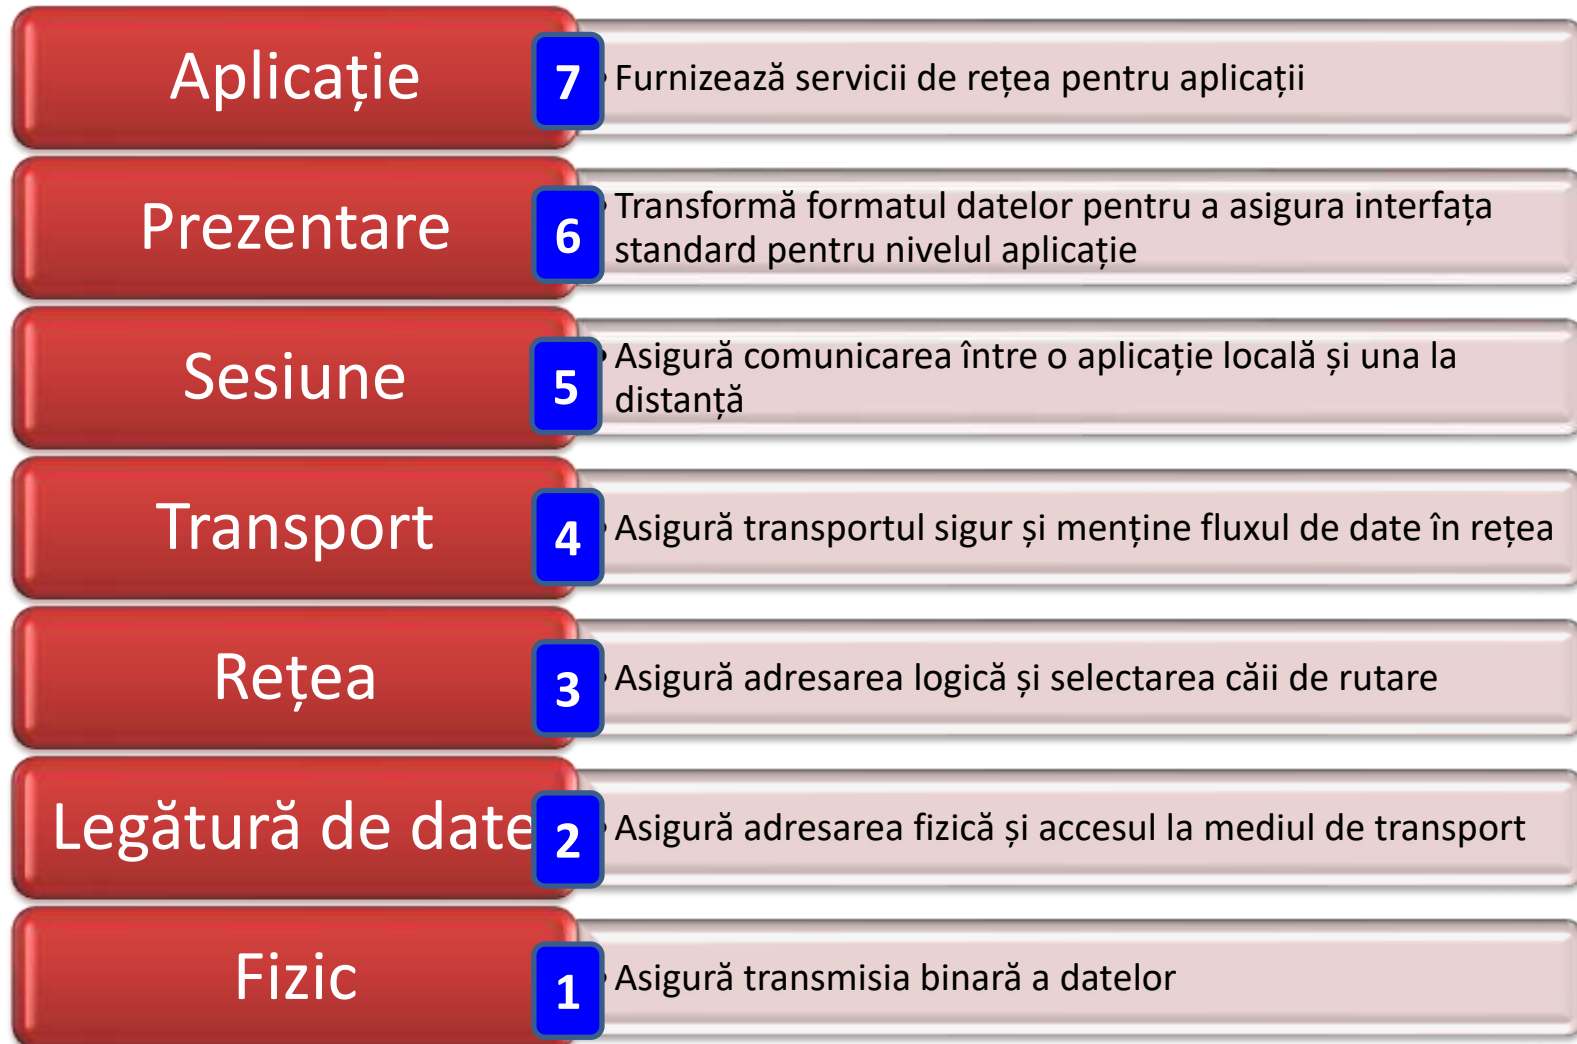 Aplicație
7
• Furnizează servicii de rețea pentru aplicații
Prezentare
6
• Transformă formatul datelor pentru a asigura interfața
standard pentru nivelul aplicație
Sesiune
5
• Asigură comunicarea între o aplicație locală și una la
distanță
Transport
4
• Asigură transportul sigur și menține fluxul de date în rețea
Rețea
3
• Asigură adresarea logică și selectarea căii de rutare
Legătură de date
2
• Asigură adresarea fizică și accesul la mediul de transport
Fizic
1
• Asigură transmisia binară a datelor